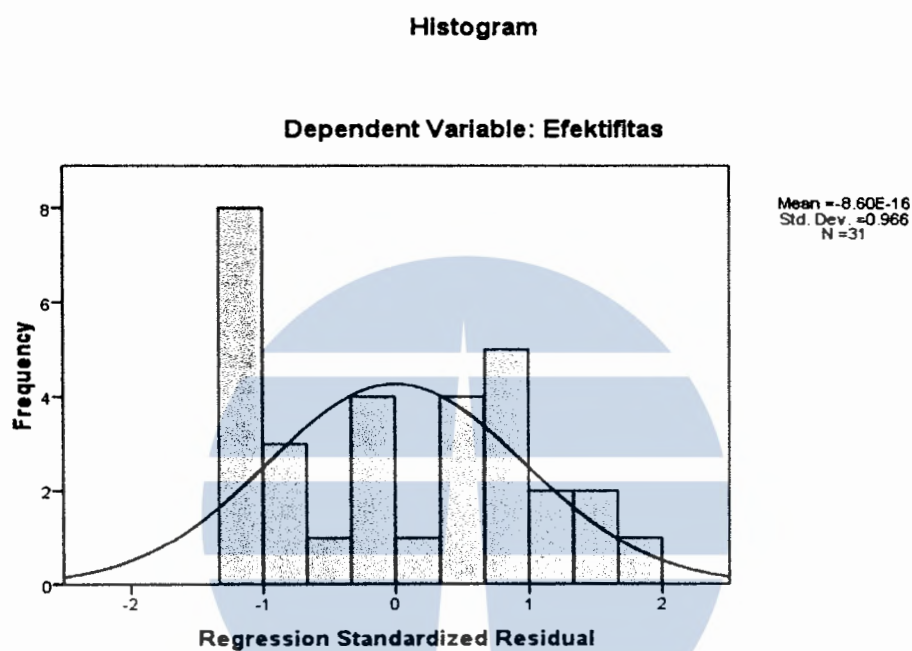 Histogram
Dependent Variable: Efektifitas
Mean =-8.60E-16
Std. Dev. =0.966
N =31
Frequency
8
6
4
2
0
-2 -1 0 1 2
Regression Standardized Residual